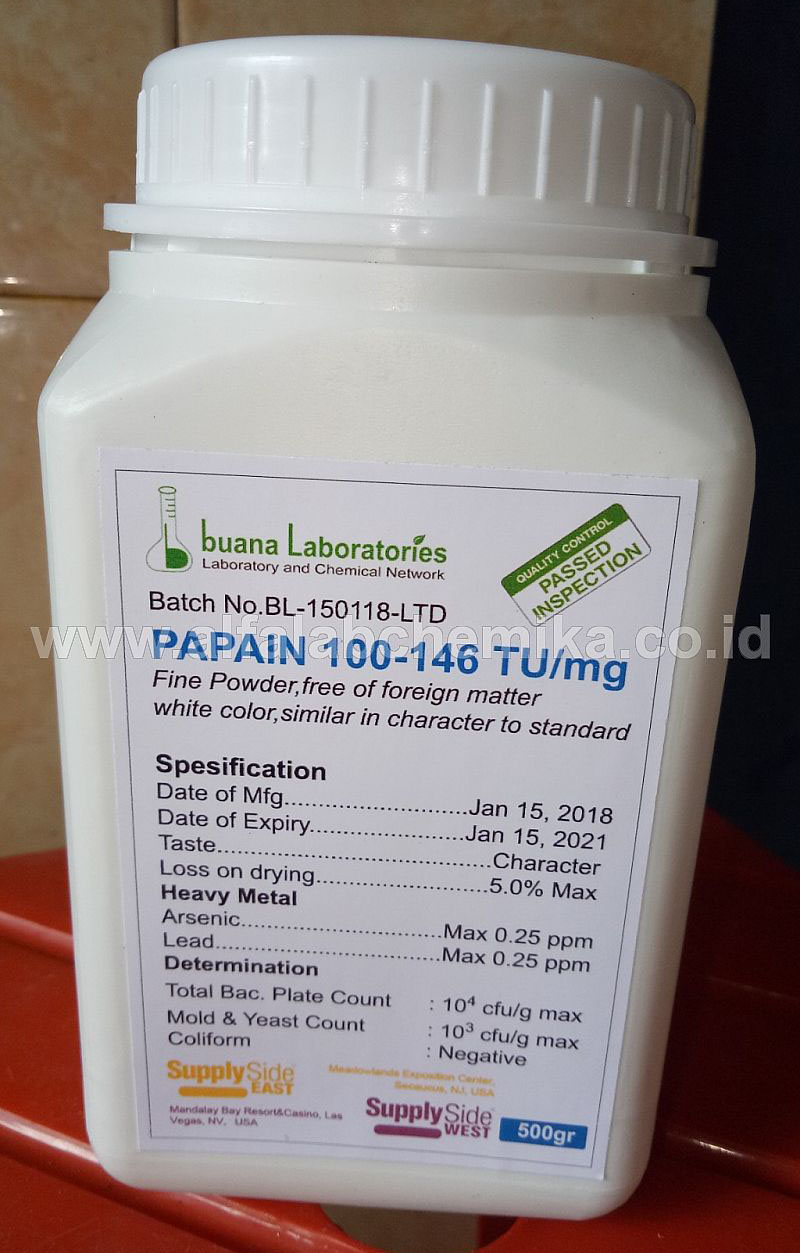 buana Laboratories
Laboratory and Chemical Network
QUALITY CONTROL
PASSED
INSPECTION
Batch No.BL-150118-LTD
www.alfalabchemika.co.id
PAPAIN 100-146 TU/mg
Fine Powder,free of foreign matter
white color,similar in character to standard
Spesification
Date of Mfg..........................Jan 15, 2018
Date of Expiry......................Jan 15, 2021
Taste.......................................Character
Loss on drying.........................5.0% Max
Heavy Metal
Arsenic.............................Max 0.25 ppm
Lead.................................Max 0.25 ppm
Determination
Total Bac. Plate Count : 10⁴ cfu/g max
Mold & Yeast Count : 10³ cfu/g max
Coliform : Negative
SupplySide
EAST
Meadowlands Exposition Center,
Secaucus, NJ, USA
Mandalay Bay Resort&Casino, Las
Vegas, NV, USA
SupplySide
WEST
500gr